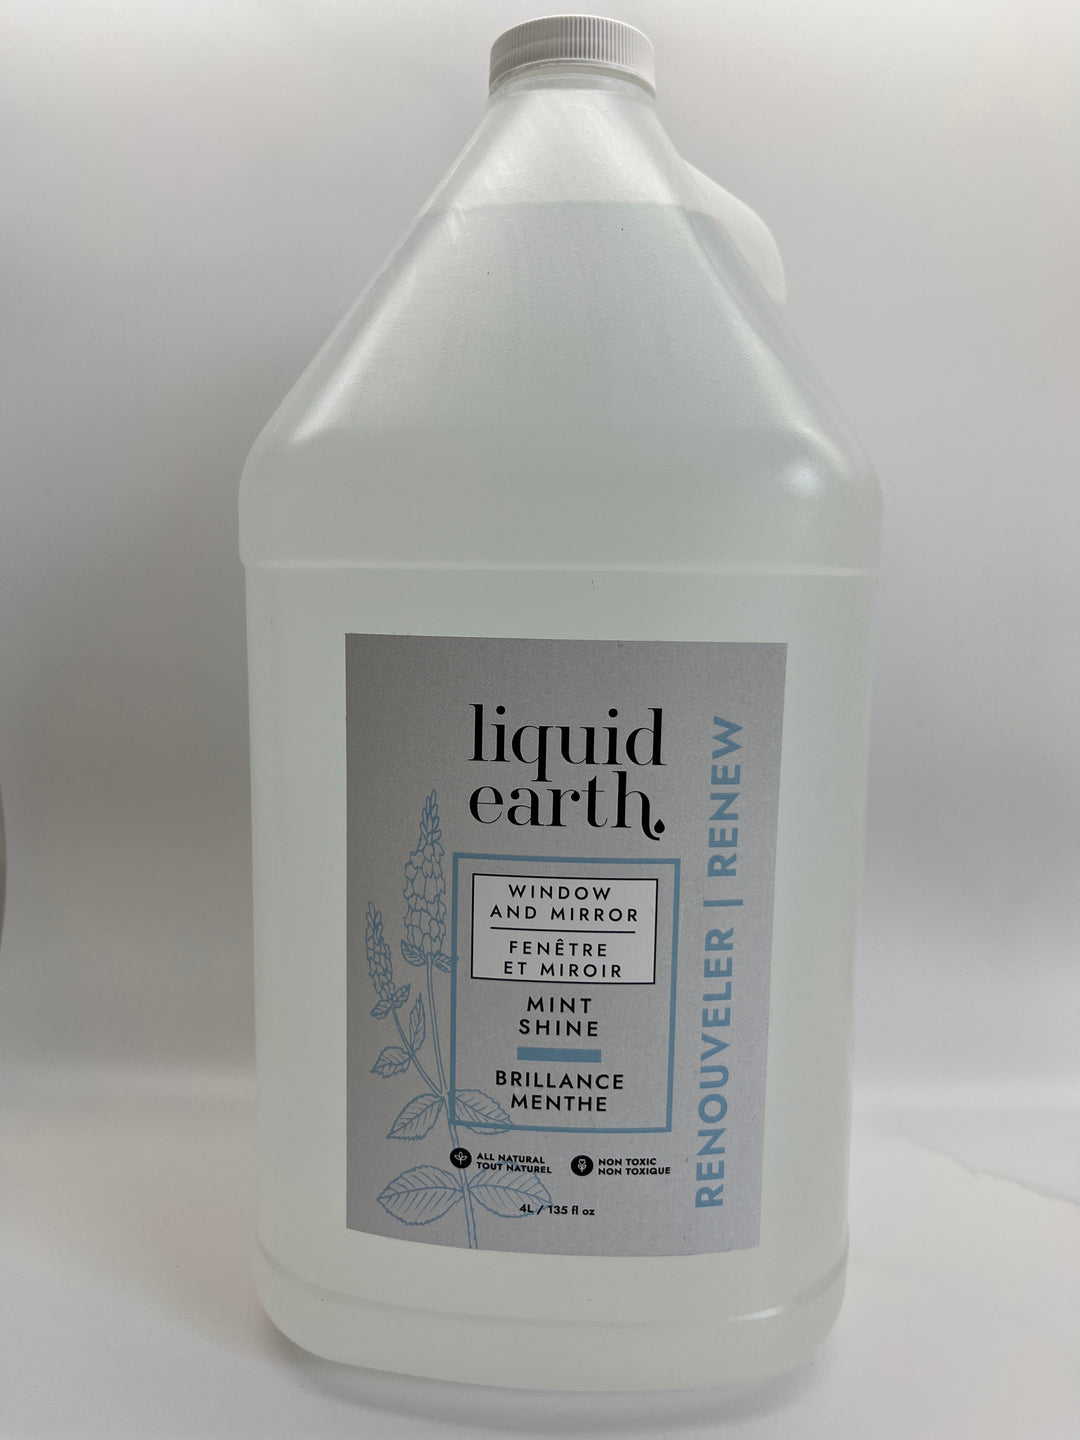 liquid
earth
WINDOW
AND MIRROR
FENÊTRE
ET MIROIR
MINT
SHINE
BRILLANCE
MENTHE
ALL NATURAL
TOUT NATUREL
NON TOXIC
NON TOXIQUE
4L / 135 fl oz
RENOUVELER | RENEW